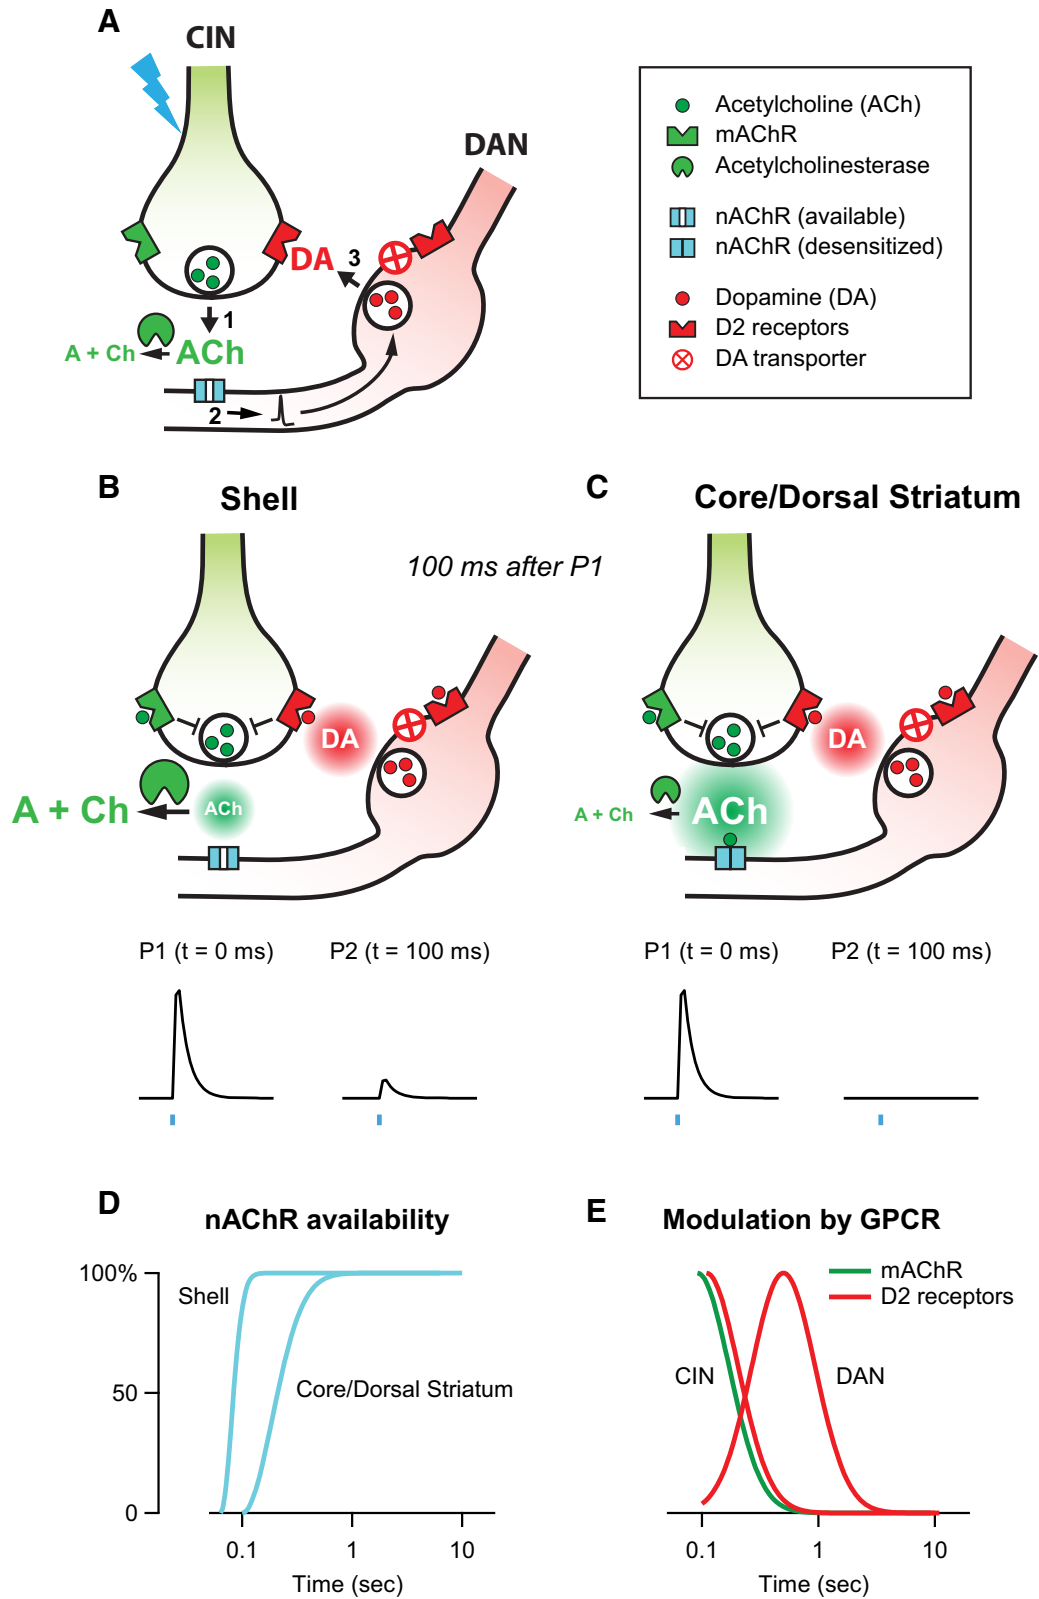 A
CIN
DAN
DA
3
1
A + Ch
ACh
2
Acetylcholine (ACh)
mAChR
Acetylcholinesterase
nAChR (available)
nAChR (desensitized)
Dopamine (DA)
D2 receptors
DA transporter
B
Shell
C
Core/Dorsal Striatum
100 ms after P1
DA
A + Ch
ACh
DA
A + Ch
ACh
P1 (t = 0 ms)
P2 (t = 100 ms)
P1 (t = 0 ms)
P2 (t = 100 ms)
D
nAChR availability
100%
50
0
Shell
Core/Dorsal Striatum
0.1
1
10
Time (sec)
E
Modulation by GPCR
mAChR
D2 receptors
CIN
DAN
0.1
1
10
Time (sec)